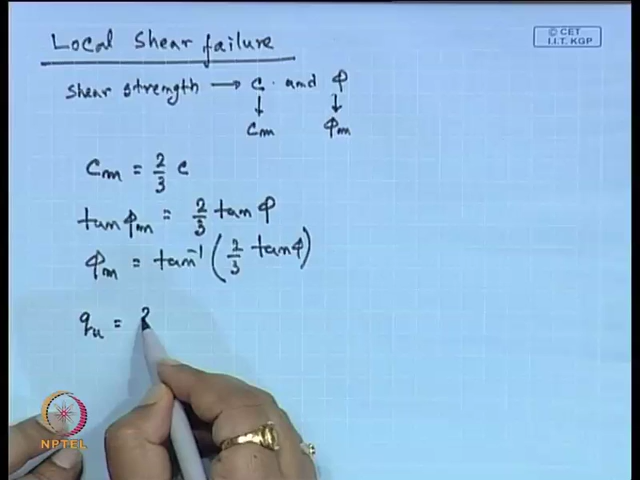 Local Shear failure
© CET
I.I.T. KGP
Shear strength → c and φ
↓ ↓
cm φm
cm = 2/3 c
tan φm = 2/3 tan φ
φm = tan⁻¹ (2/3 tan φ)
qu = 2
NPTEL